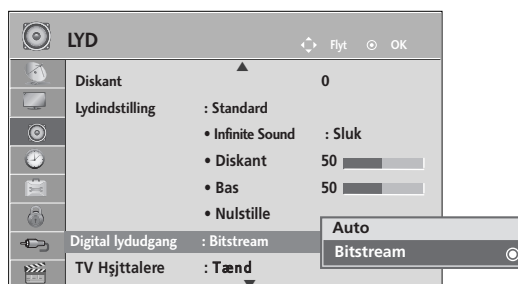 LYD Flyt OK
Diskant 0
Lydindstilling : Standard
• Infinite Sound : Sluk
• Diskant 50
• Bas 50
• Nulstille
Digital lydudgang : Bitstream
TV Hşjttalere : Tænd
Auto
Bitstream